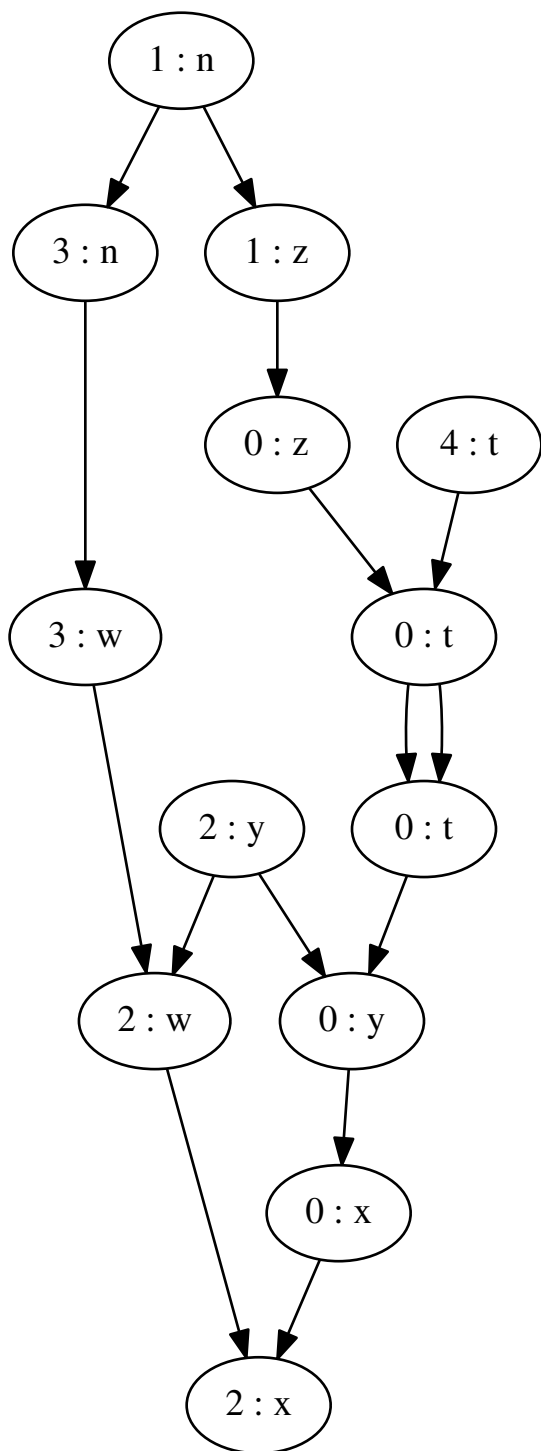 1 : n
3 : n
1 : z
0 : z
4 : t
3 : w
0 : t
2 : y
0 : t
2 : w
0 : y
0 : x
2 : x